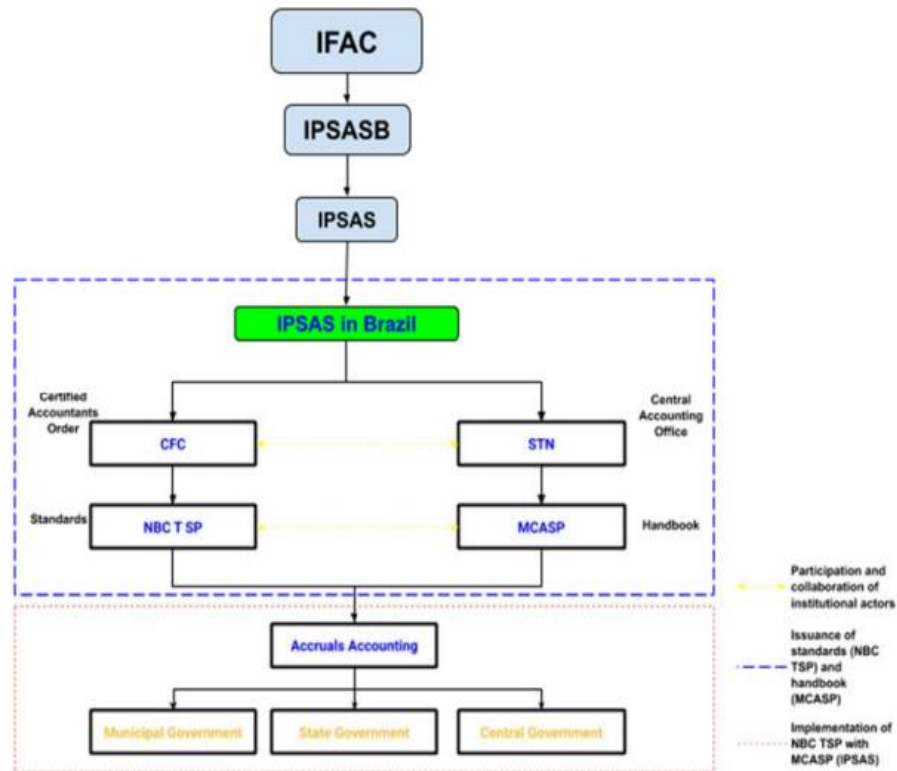 IFAC
IPSASB
IPSAS
IPSAS in Brazil
Certified
Accountants
Order
CFC
STN
Central
Accounting
Office
Standards
NBC T SP
MCASP
Handbook
Accruals Accounting
Municipal Government
State Government
Central Government
Participation and
collaboration of
institutional actors
Issuance of
standards (NBC
TSP) and
handbook
(MCASP)
Implementation of
NBC TSP with
MCASP (IPSAS)